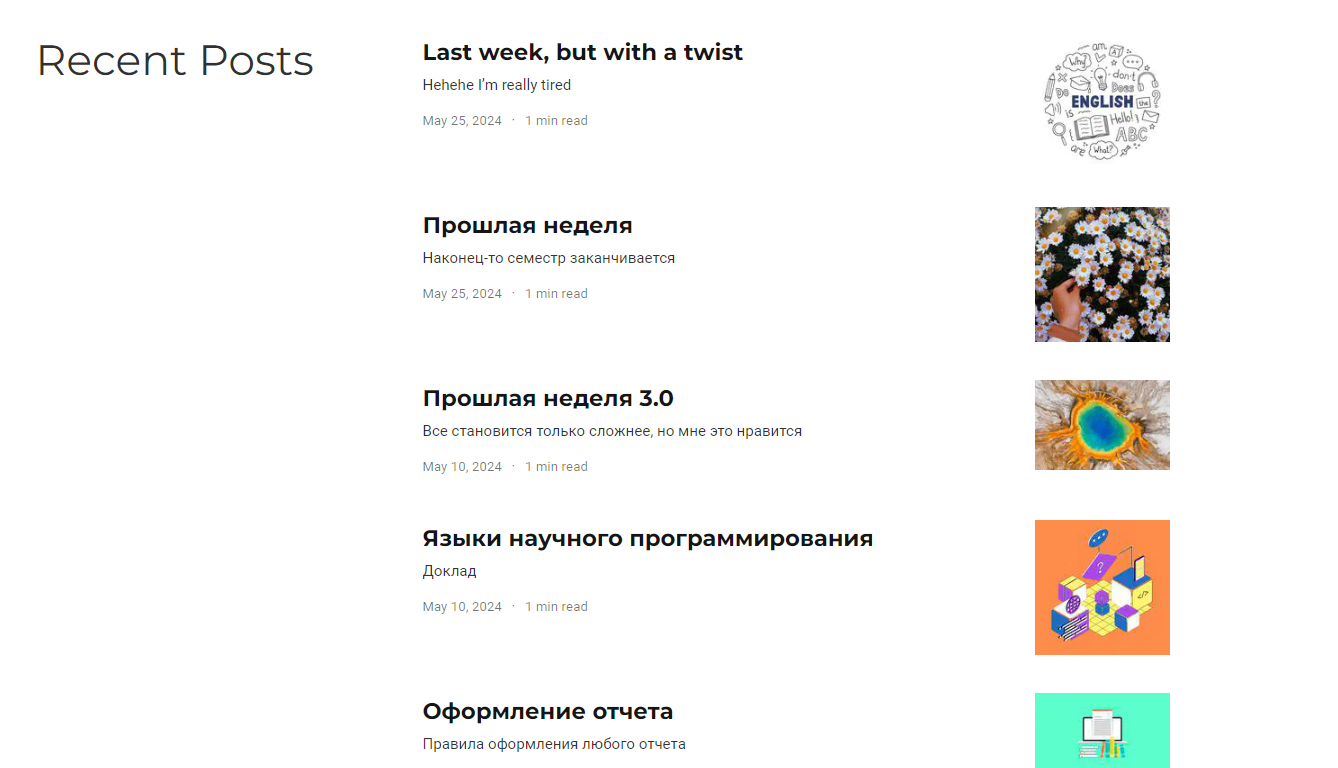 Recent Posts
Last week, but with a twist
Hehehe I'm really tired
May 25, 2024 · 1 min read
Why?
am
A
don't
Do
Does
ENGLISH
the
?
is
Hello!
ABC
are
What?
Прошлая неделя
Наконец-то семестр заканчивается
May 25, 2024 · 1 min read
Прошлая неделя 3.0
Все становится только сложнее, но мне это нравится
May 10, 2024 · 1 min read
Языки научного программирования
Доклад
May 10, 2024 · 1 min read
?
</>
Оформление отчета
Правила оформления любого отчета